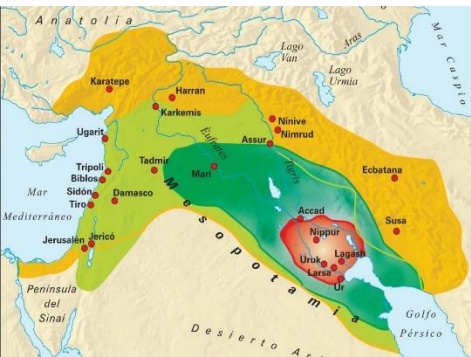 Anatolia
Mar Caspio
Lago
Van
Aras
Lago
Urmia
Karatepe
Harran
Karkemis
Nínive
Nimrud
Ugarit
Assur
Éufrates
Tigris
Tadmir
Mari
Ecbatana
Trípoli
Biblos
Sidón
Tiro
Damasco
Mar
Mediterráneo
Mesopotamia
Accad
Nippur
Susa
Jerusalén
Jericó
Uruk
Lagash
Larsa
Ur
Península
del
Sinaí
Golfo
Pérsico
Desierto